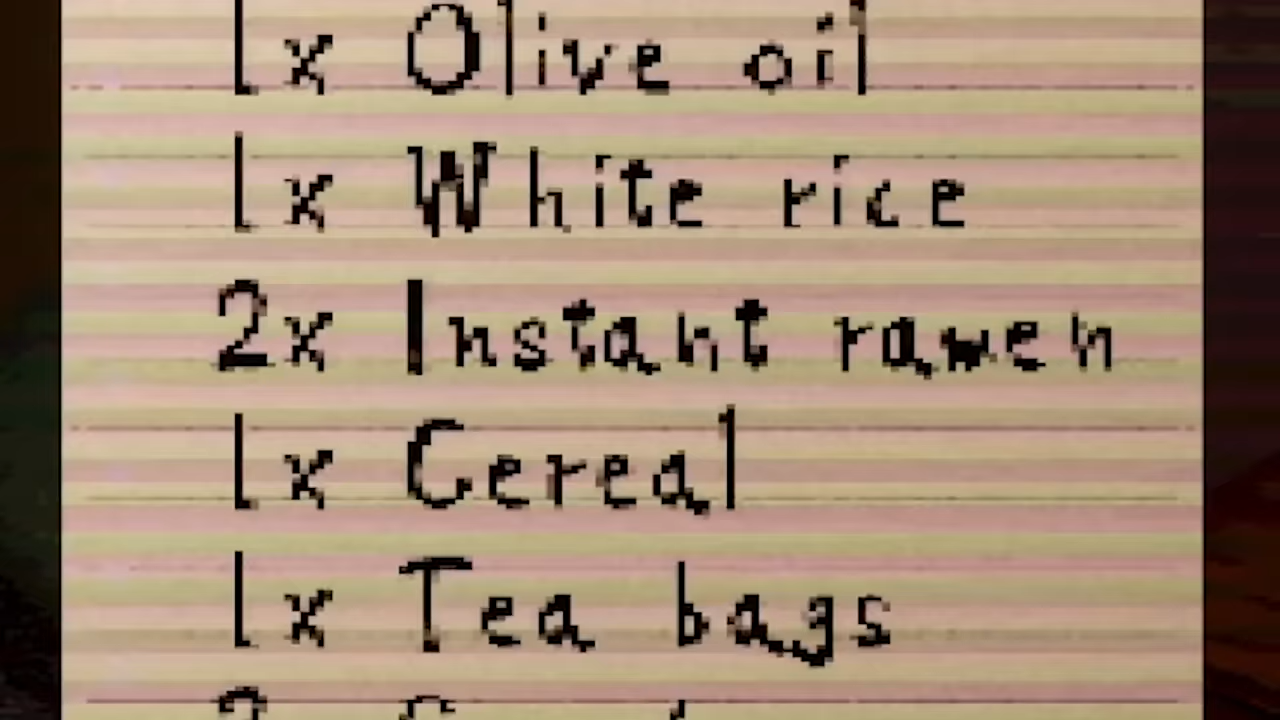 1x Olive oil
1x White rice
2x Instant ramen
1x Cereal
1x Tea bags